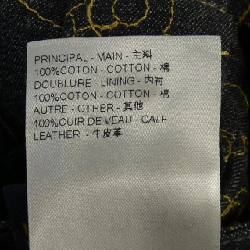 PRINCIPAL - MAIN - 主料
100%COTON - COTTON - 棉
DOUBLURE - LINING - 内衬
100%COTON - COTTON - 棉
AUTRE - OTHER - 其他
100%CUIR DE VEAU - CALF
LEATHER - 牛皮革